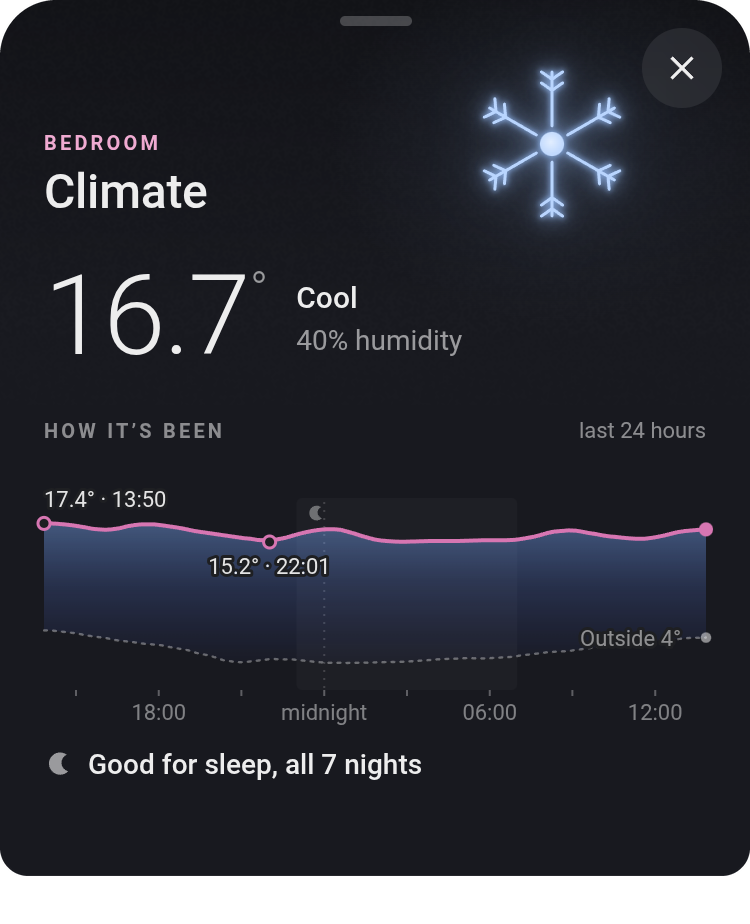 BEDROOM
Climate
16.7°
Cool
40% humidity
HOW IT’S BEEN
last 24 hours
17.4° · 13:50
15.2° · 22:01
Outside 4°
18:00 midnight 06:00 12:00
Good for sleep, all 7 nights